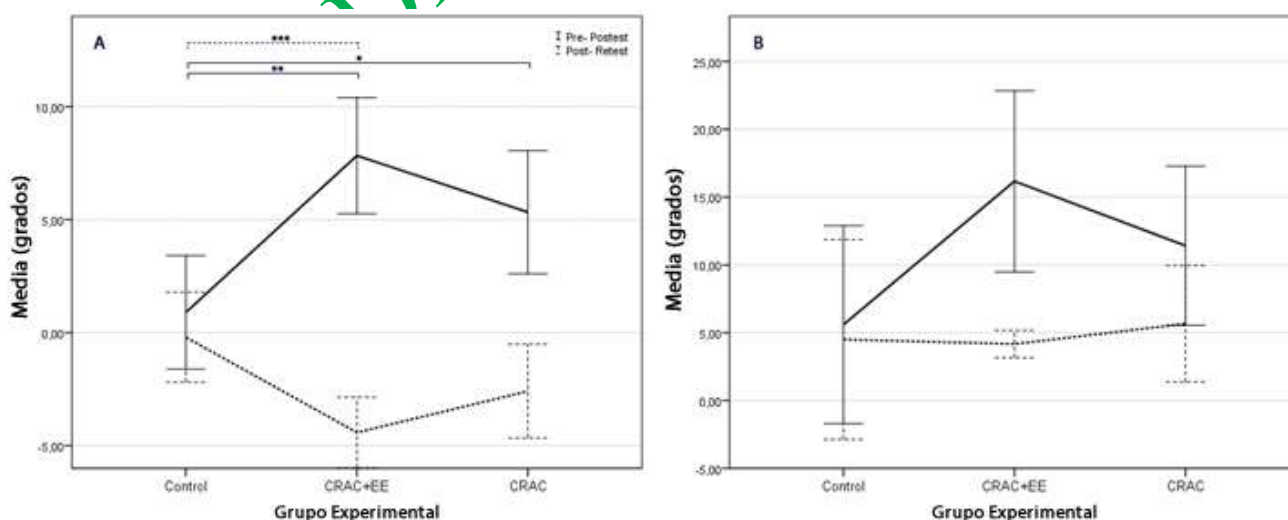 A
***
*
**
Pre- Postest
Post- Retest
10,00
5,00
0,00
-5,00
Media (grados)
Control
CRAC+EE
CRAC
Grupo Experimental
B
25,00
20,00
15,00
10,00
5,00
0,00
-5,00
Media (grados)
Control
CRAC+EE
CRAC
Grupo Experimental